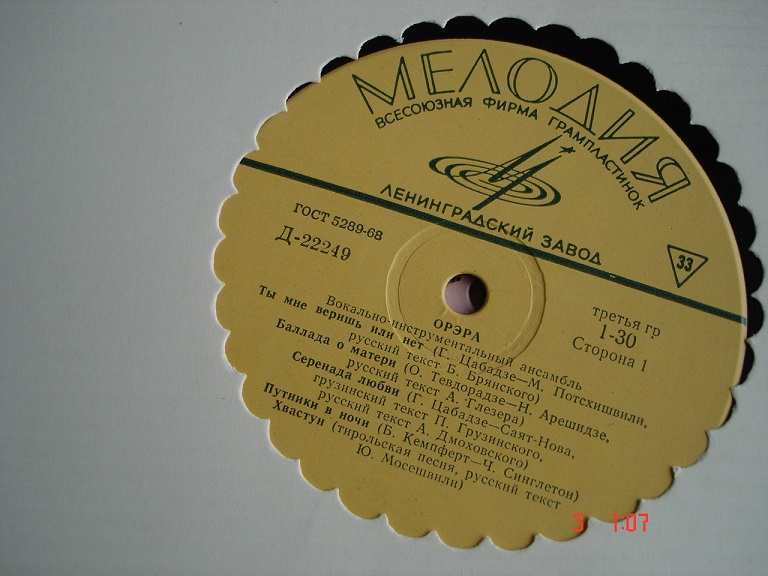 МЕЛОДИЯ
ВСЕСОЮЗНАЯ ФИРМА ГРАМПЛАСТИНОК
ЛЕНИНГРАДСКИЙ ЗАВОД
33
ГОСТ 5289-68
Д-22249
третья гр
1-30
Сторона 1
ОРЭРА
Вокально-инструментальный ансамбль
Ты мне веришь или нет (Г. Цабадзе—М. Потсхишвили,
русский текст Б. Брянского)
Баллада о матери (О. Тевдорадзе—Н. Арешидзе,
русский текст А. Глезера)
Серенада любви (Г. Цабадзе—Саят-Нова,
грузинский текст П. Грузинского,
русский текст А. Дмоховского)
Путники в ночи (Б. Кемпферт—Ч. Синглетон)
Хвастун (тирольская песня, русский текст
Ю. Мосешвили)
3 1:07